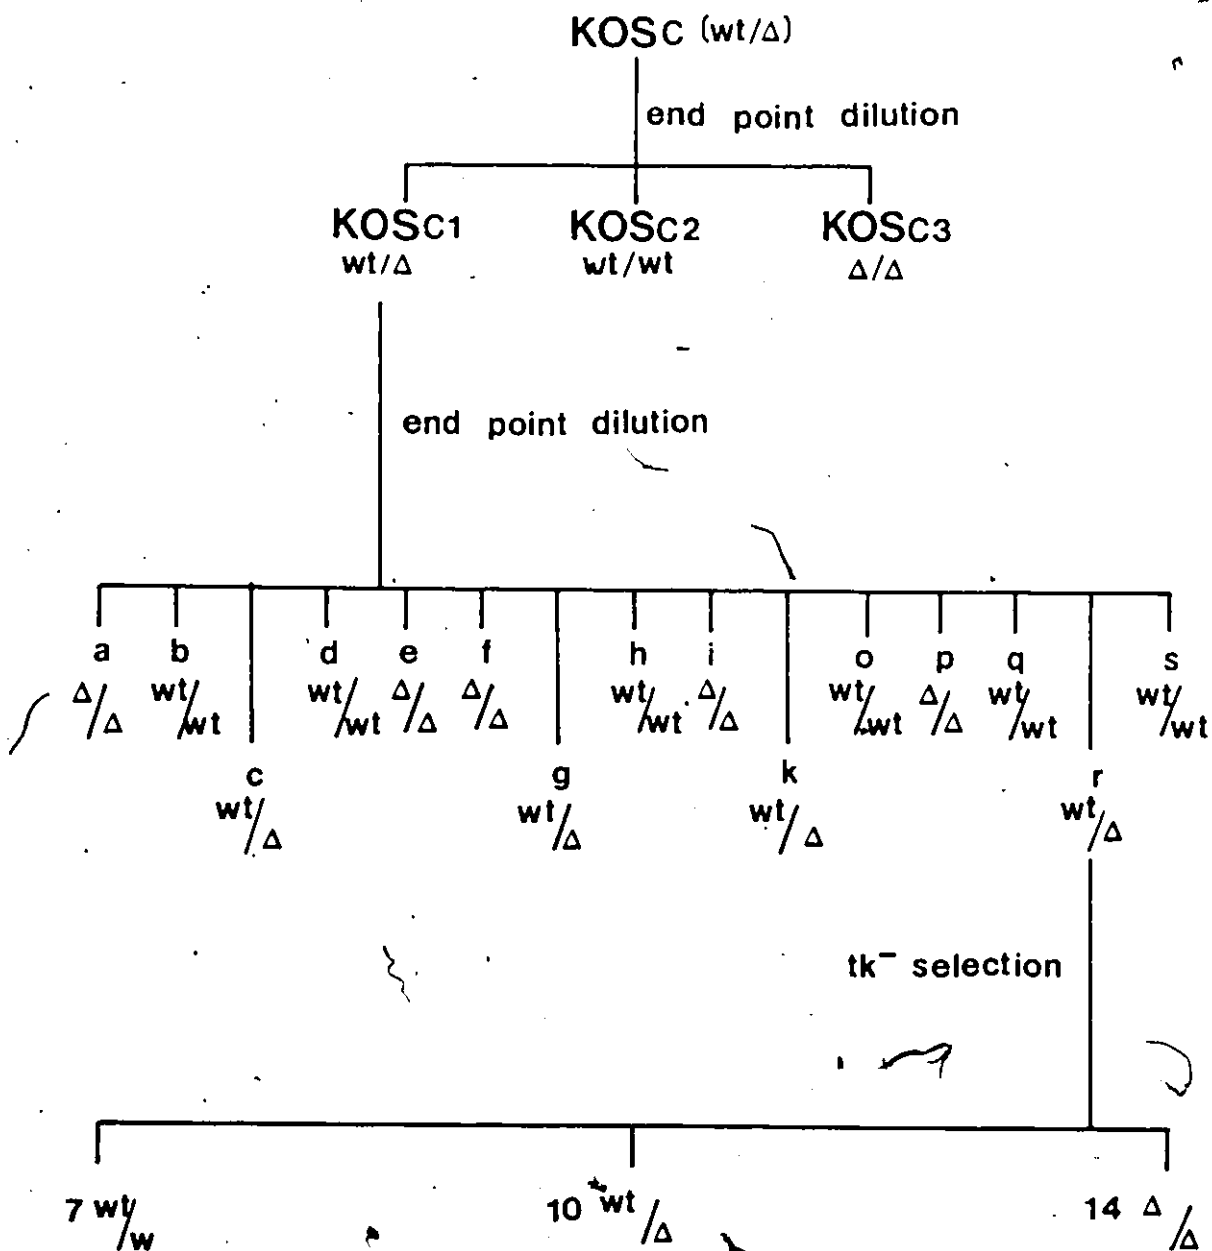 KOSc (wt/Δ)
end point dilution
KOSc1 KOSc2 KOSc3
wt/Δ wt/wt Δ/Δ
end point dilution
a b d e f h i o p q s
Δ/Δ wt/wt wt/wt Δ/Δ Δ/Δ wt/wt Δ/Δ wt/wt Δ/Δ wt/wt wt/wt
c g k r
wt/Δ wt/Δ wt/Δ wt/Δ
tk⁻ selection
7 wt/w 10 *wt/Δ 14 Δ/Δ